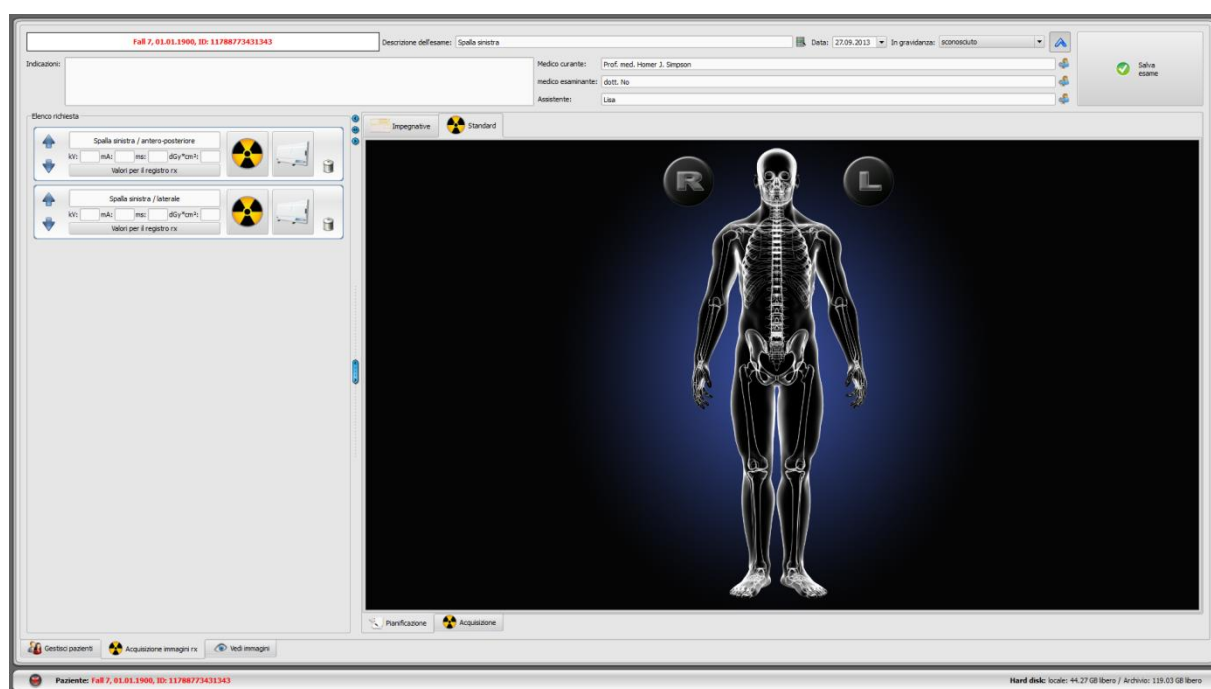 Fall 7, 01.01.1900, ID: 11788773431343
Descrizione dell'esame: Spalla sinistra
Data: 27.09.2013 In gravidanza: sconosciuto
Indicazioni:
Medico curante: Prof. med. Homer J. Simpson
medico esaminante: dott. No
Assistente: Lisa
Salva esame
Elenco richiesta
Spalla sinistra / antero-posteriore
kV: mA: ms: dGy*cm²:
Valori per il registro rx
Spalla sinistra / laterale
kV: mA: ms: dGy*cm²:
Valori per il registro rx
Impegnative Standard
R L
Pianificazione Acquisizione
Gestisci pazienti Acquisizione immagini rx Vedi immagini
Paziente: Fall 7, 01.01.1900, ID: 11788773431343
Hard disk: locale: 44.27 GB libero / Archivio: 119.03 GB libero